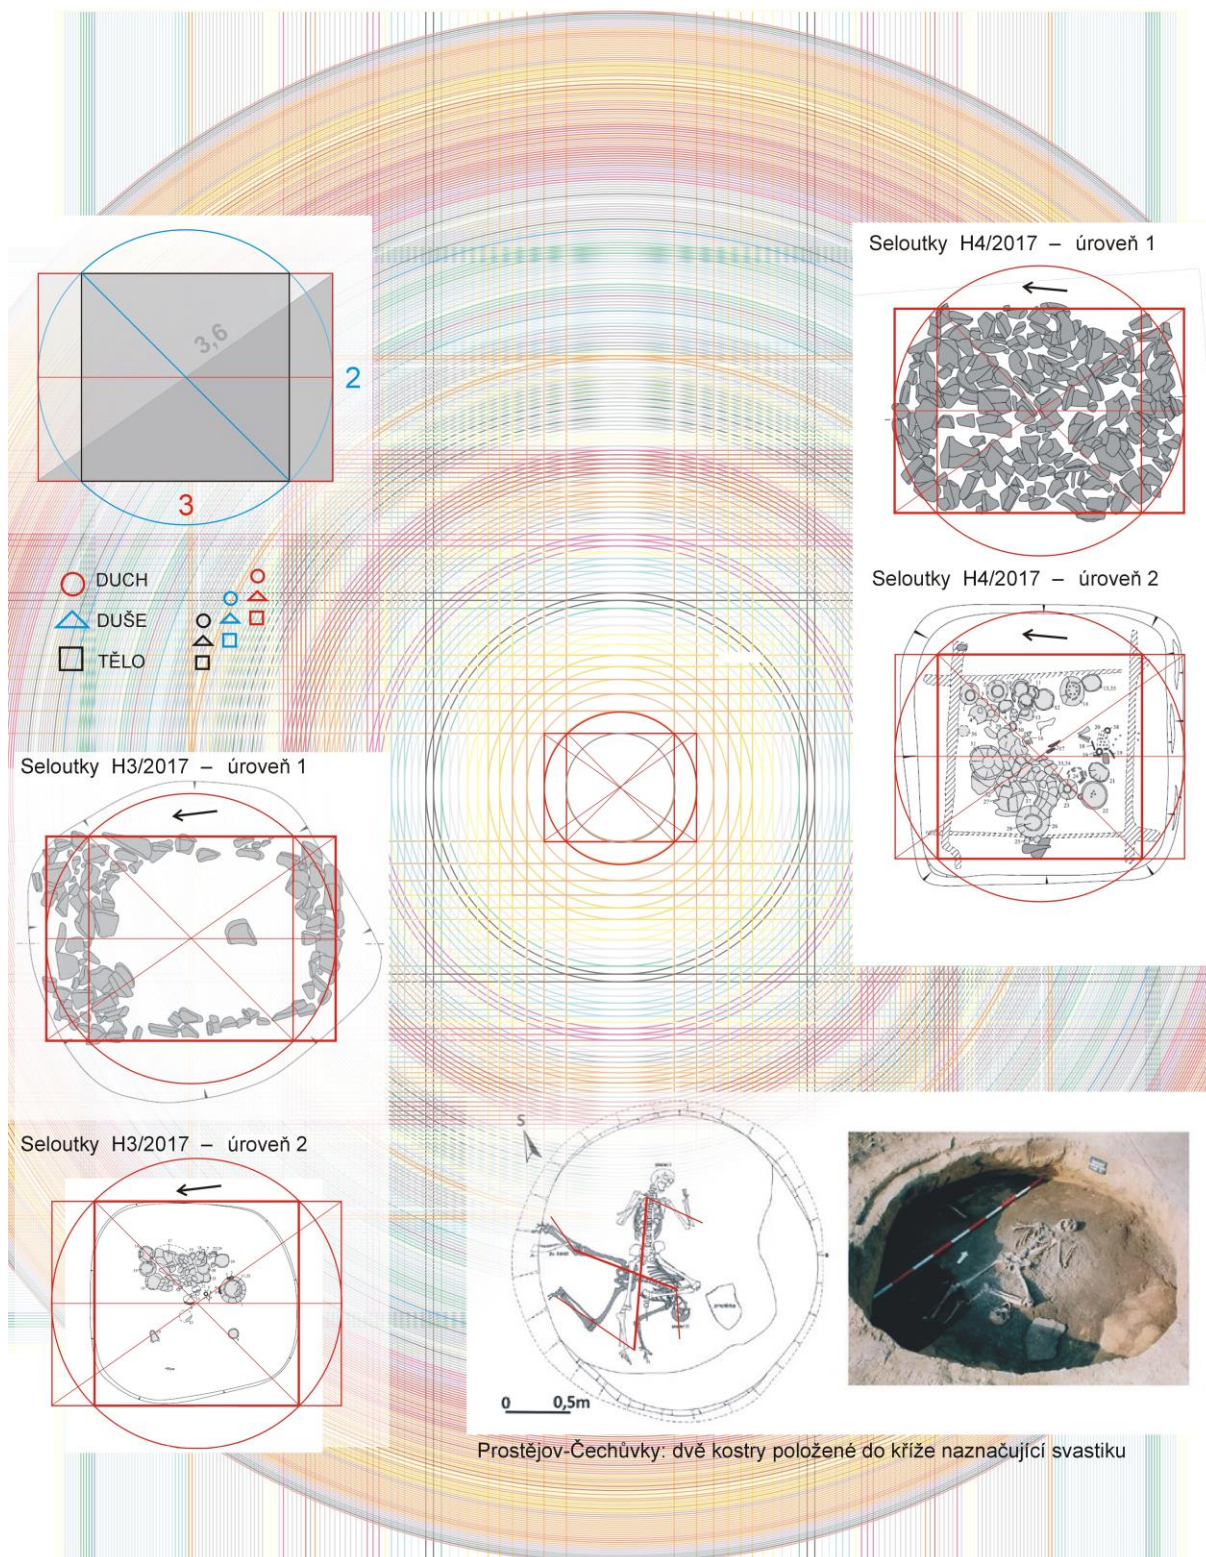 Seloutky H4/2017 – úroveň 1
3,6
2
3
DUCH
DUŠE
TĚLO
Seloutky H4/2017 – úroveň 2
Seloutky H3/2017 – úroveň 1
Seloutky H3/2017 – úroveň 2
S
0 0,5m
Prostějov-Čechůvky: dvě kostry položené do kříže naznačující svastiku